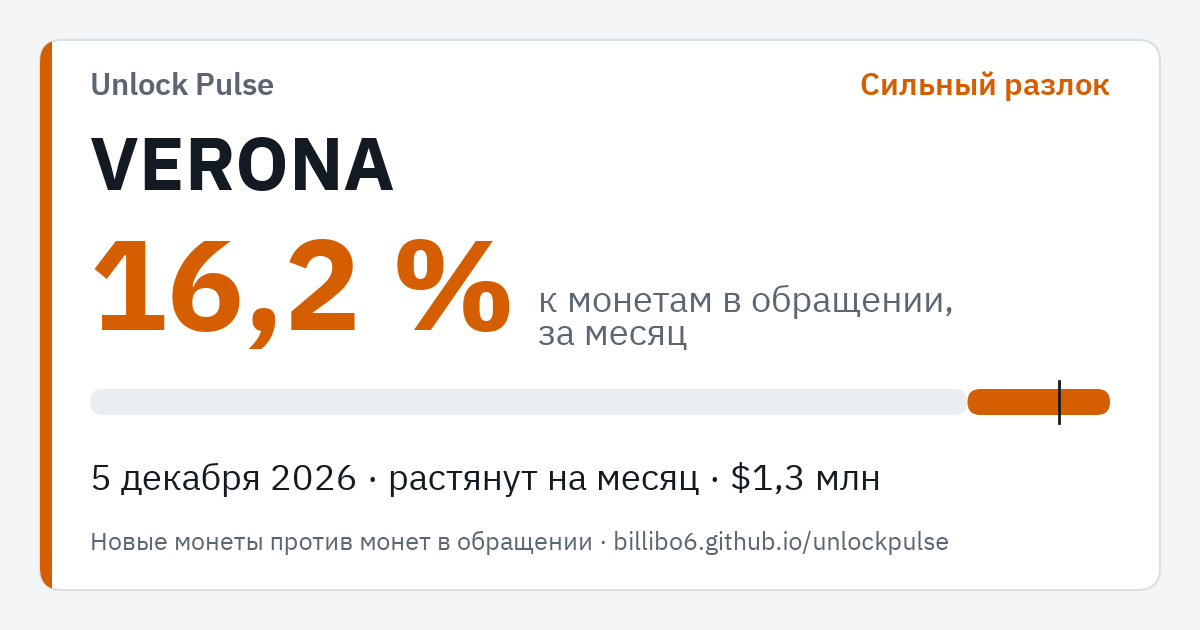 Unlock Pulse
Сильный разлок
VERONA
16,2 %
к монетам в обращении,
за месяц
5 декабря 2026 · растянут на месяц · $1,3 млн
Новые монеты против монет в обращении · billibo6.github.io/unlockpulse